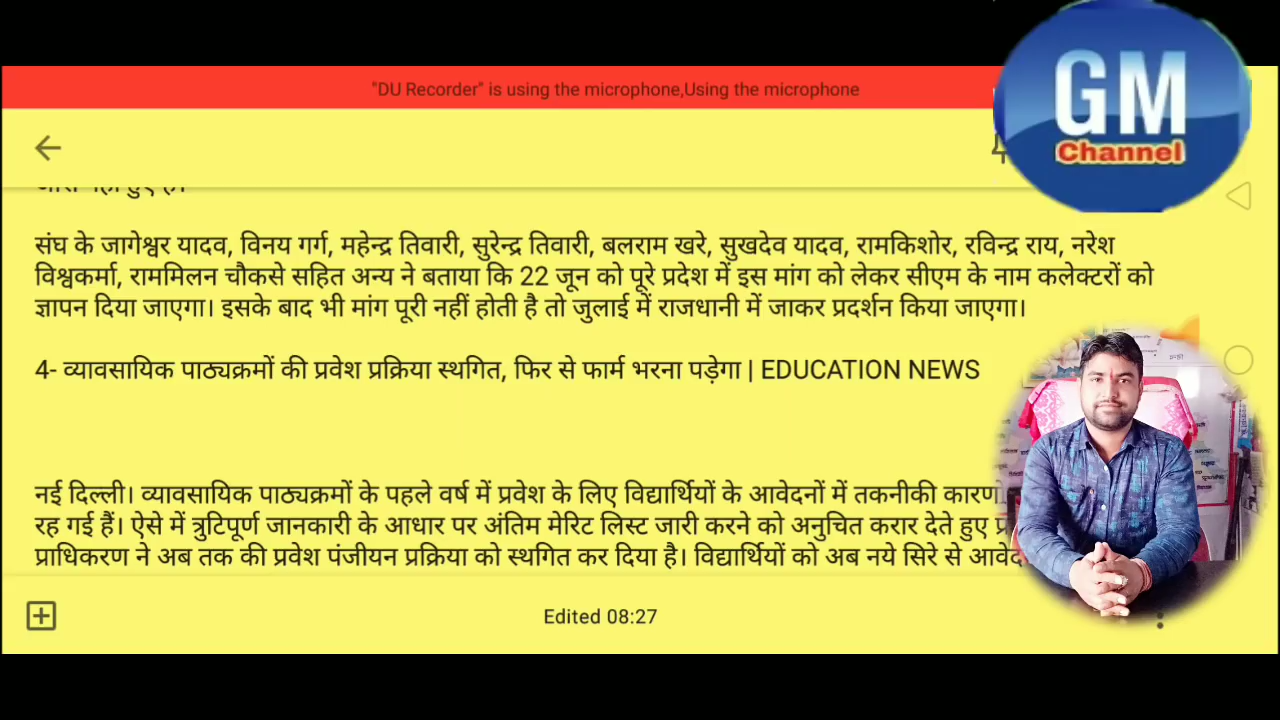 "DU Recorder" is using the microphone,Using the microphone
GM
Channel
संघ के जागेश्वर यादव, विनय गर्ग, महेन्द्र तिवारी, सुरेन्द्र तिवारी, बलराम खरे, सुखदेव यादव, रामकिशोर, रविन्द्र राय, नरेश
विश्वकर्मा, राममिलन चौकसे सहित अन्य ने बताया कि 22 जून को पूरे प्रदेश में इस मांग को लेकर सीएम के नाम कलेक्टरों को
ज्ञापन दिया जाएगा। इसके बाद भी मांग पूरी नहीं होती है तो जुलाई में राजधानी में जाकर प्रदर्शन किया जाएगा।
4- व्यावसायिक पाठ्यक्रमों की प्रवेश प्रक्रिया स्थगित, फिर से फार्म भरना पड़ेगा | EDUCATION NEWS
नई दिल्ली। व्यावसायिक पाठ्यक्रमों के पहले वर्ष में प्रवेश के लिए विद्यार्थियों के आवेदनों में तकनीकी
रह गई हैं। ऐसे में त्रुटिपूर्ण जानकारी के आधार पर अंतिम मेरिट लिस्ट जारी करने को अनुचित करार देते हुए
प्राधिकरण ने अब तक की प्रवेश पंजीयन प्रक्रिया को स्थगित कर दिया है। विद्यार्थियों को अब नये सिरे से
Edited 08:27